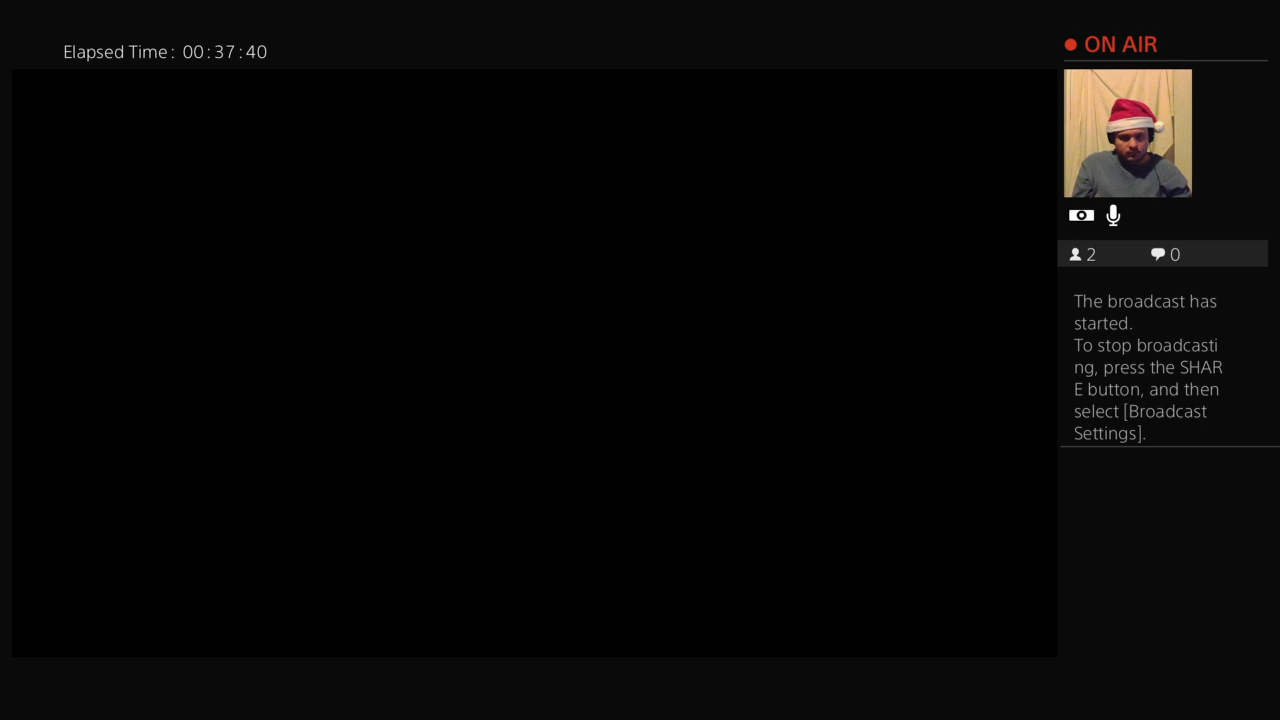 Elapsed Time: 00:37:40
ON AIR
2 0
The broadcast has
started.
To stop broadcasti
ng, press the SHAR
E button, and then
select [Broadcast
Settings].